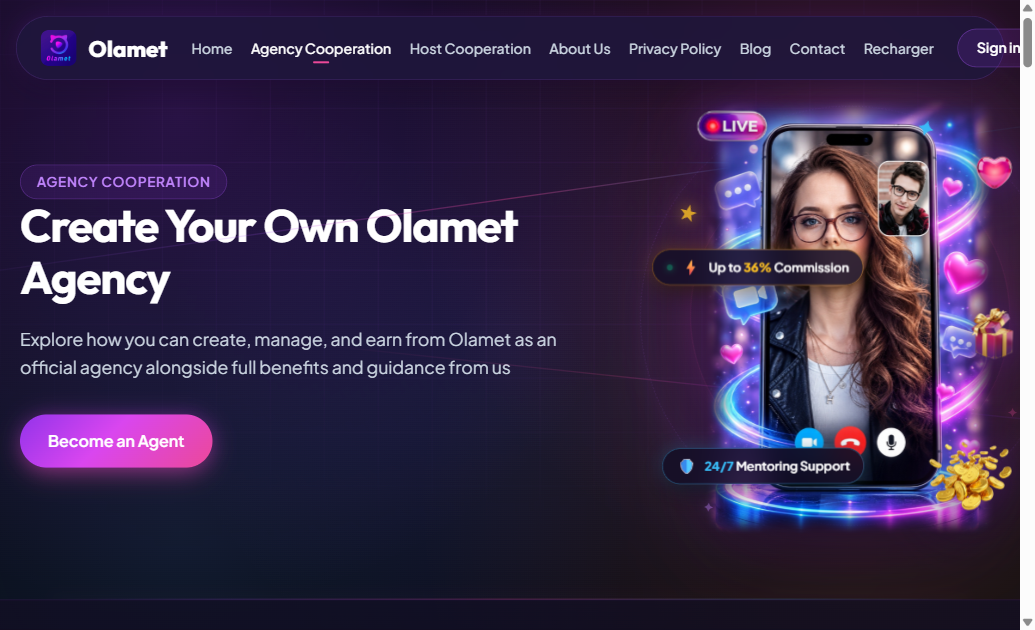 Olamet
Olamet
Home
Agency Cooperation
Host Cooperation
About Us
Privacy Policy
Blog
Contact
Recharger
Sign in
LIVE
AGENCY COOPERATION
Create Your Own Olamet
Agency
Up to 36% Commission
Explore how you can create, manage, and earn from Olamet as an
official agency alongside full benefits and guidance from us
Become an Agent
24/7 Mentoring Support